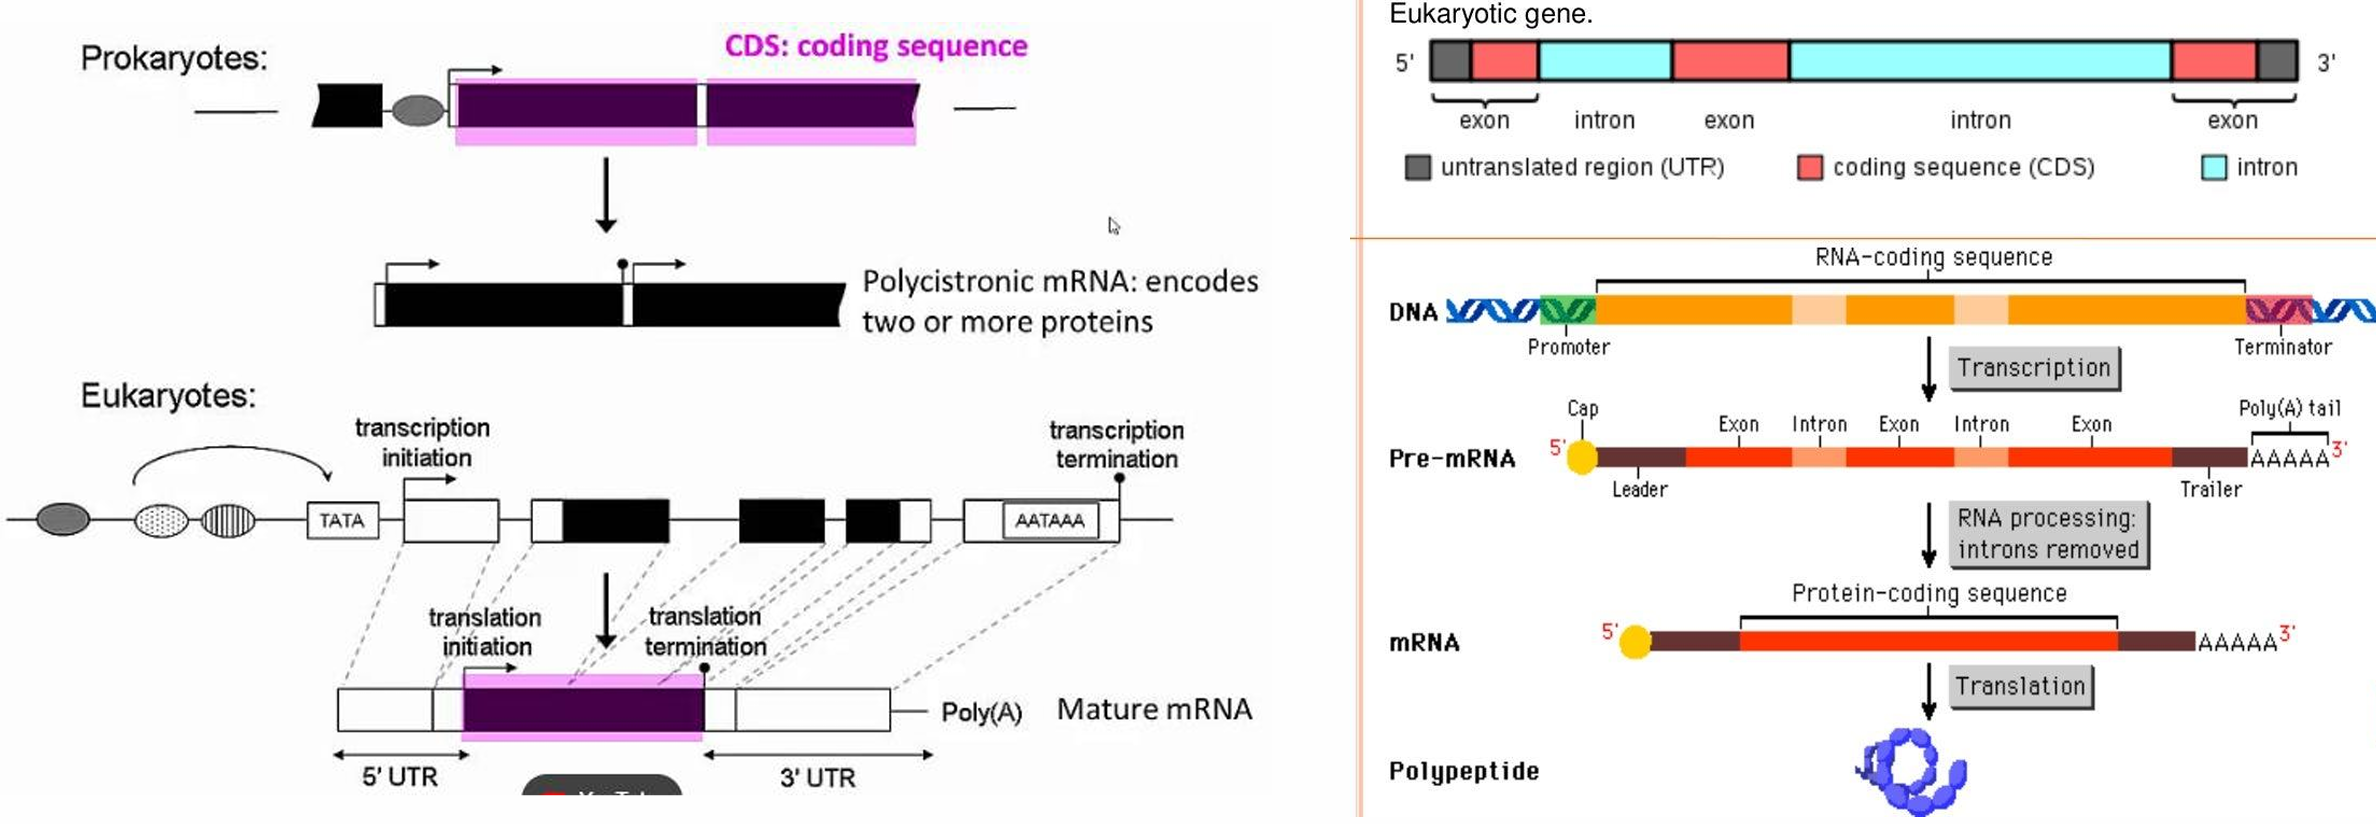 Prokaryotes:
CDS: coding sequence
Polycistronic mRNA: encodes
two or more proteins
Eukaryotes:
transcription
initiation
transcription
termination
TATA
AATAAA
translation
initiation
translation
termination
Poly(A)
Mature mRNA
5' UTR
3' UTR
Eukaryotic gene.
5'
3'
exon
intron
exon
intron
exon
untranslated region (UTR)
coding sequence (CDS)
intron
RNA-coding sequence
DNA
Promoter
Terminator
Transcription
Cap
Exon
Intron
Exon
Intron
Exon
Poly(A) tail
Pre-mRNA
5'
AAAAA
3'
Leader
Trailer
RNA processing:
introns removed
Protein-coding sequence
mRNA
5'
AAAAA
3'
Translation
Polypeptide